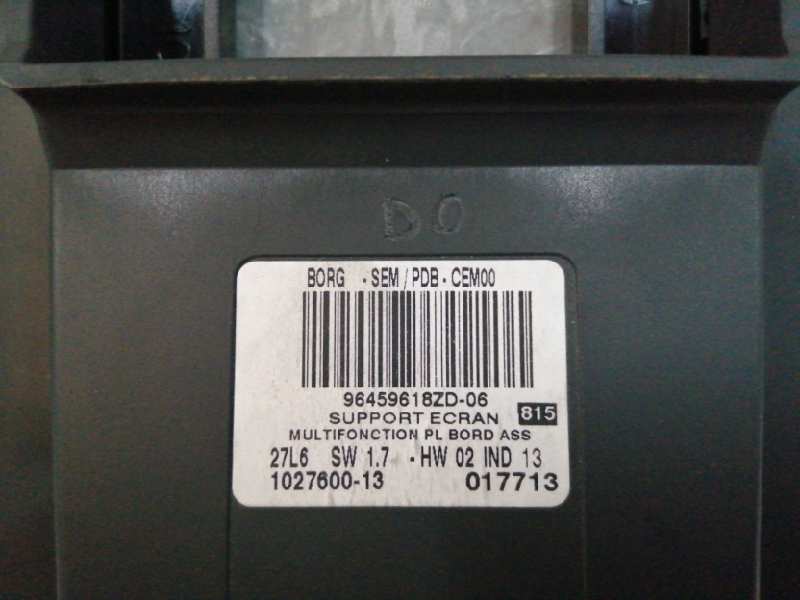 D0
BORG - SEM / PDB - CEM00
96459618ZD-06
SUPPORT ECRAN 815
MULTIFONCTION PL BORD ASS
27L6 SW 1.7 - HW 02 IND 13
1027600-13 017713